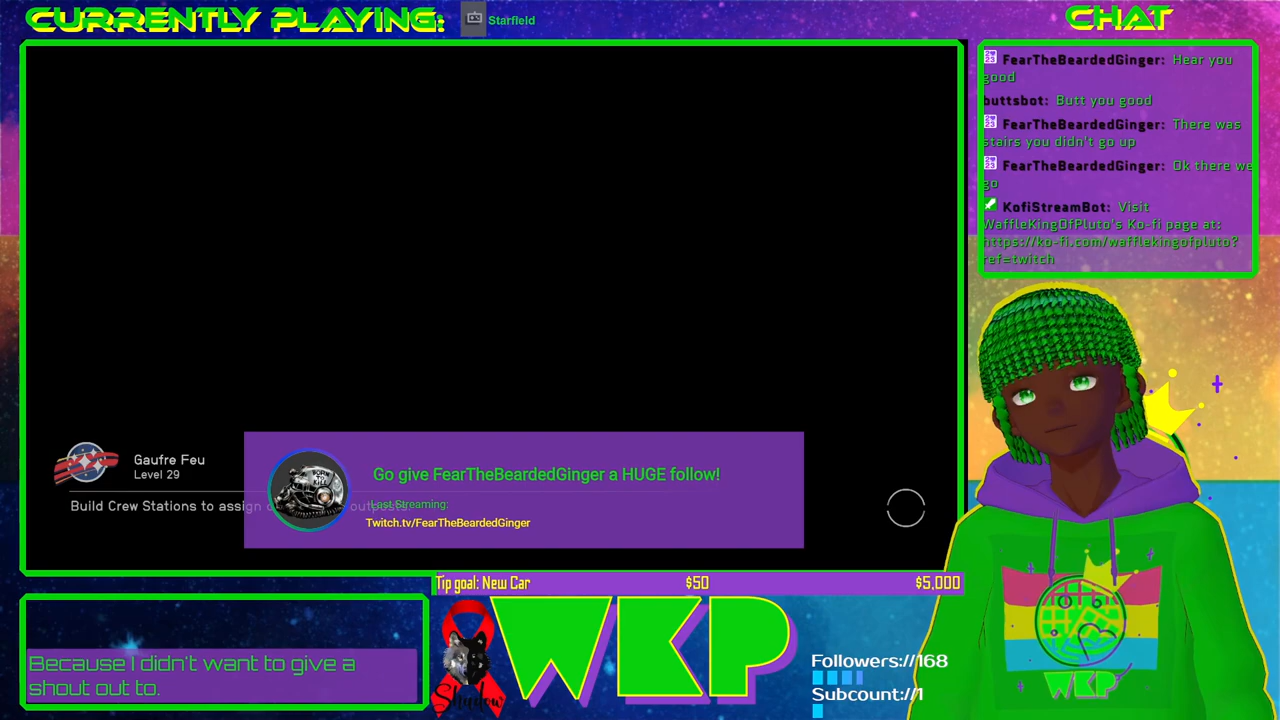 CURRENTLY PLAYING:
Starfield
CHAT
FearTheBeardedGinger: Hear you
good
buttsbot: Butt you good
FearTheBeardedGinger: There was
stairs you didn't go up
FearTheBeardedGinger: Ok there we
go
KofiStreamBot: Visit
WaffleKingOfPluto's Ko-fi page at:
https://ko-fi.com/wafflekingofpluto?
ref=twitch
Gaufre Feu
Level 29
Build Crew Stations to assign
Go give FearTheBeardedGinger a HUGE follow!
Last Streaming:
Twitch.tv/FearTheBeardedGinger
Tip goal: New Car
$50
$5,000
Because I didn't want to give a
shout out to.
Shadow
WKP
Followers://168
Subcount://1
WKP